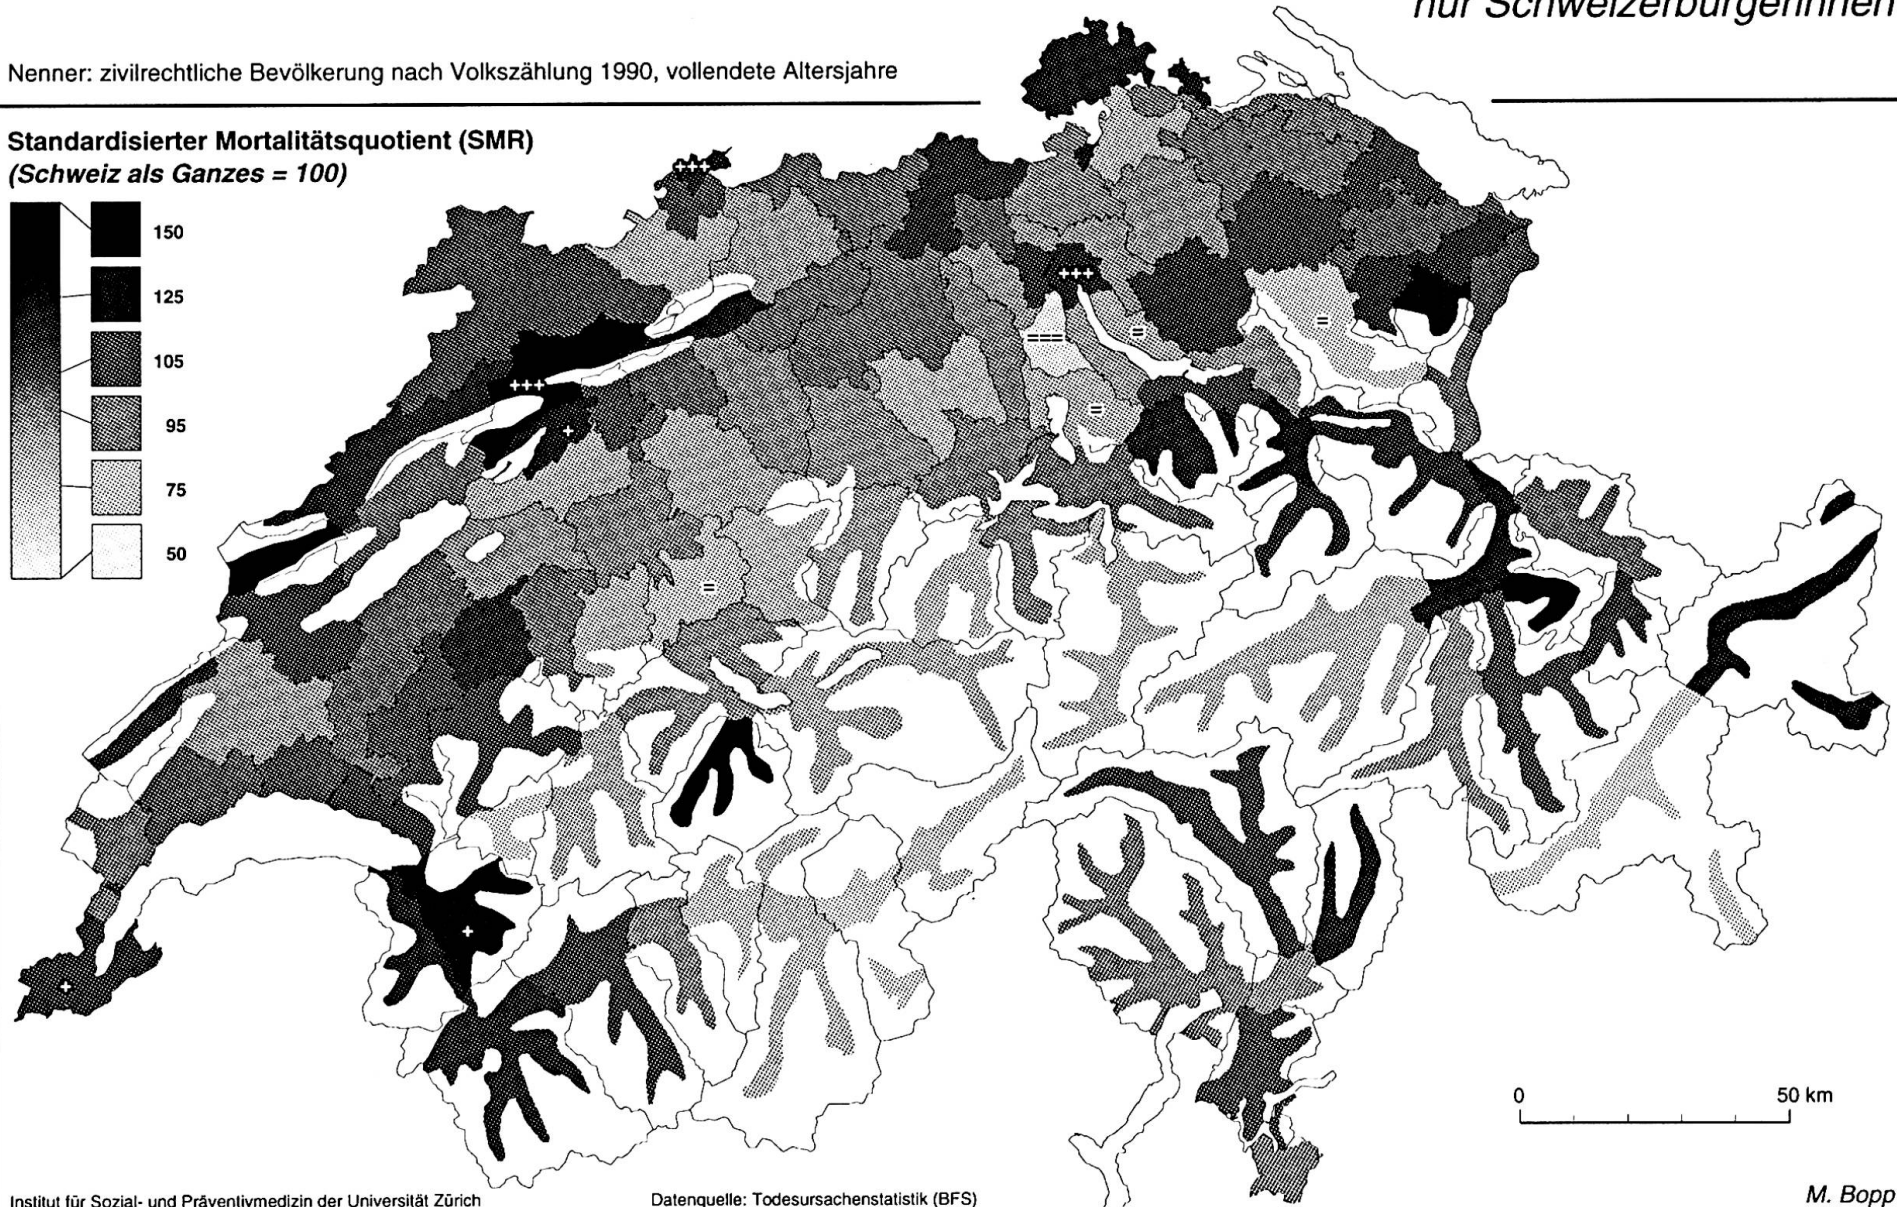 nur Schweizerbürgerinnen
Nenner: zivilrechtliche Bevölkerung nach Volkszählung 1990, vollendete Altersjahre
Standardisierter Mortalitätsquotient (SMR)
(Schweiz als Ganzes = 100)
150
125
105
95
75
50
+++
+++
===
=
=
+++
+
=
=
+
+
0 50 km
Institut für Sozial- und Präventivmedizin der Universität Zürich
Datenquelle: Todesursachenstatistik (BFS)
M. Bopp